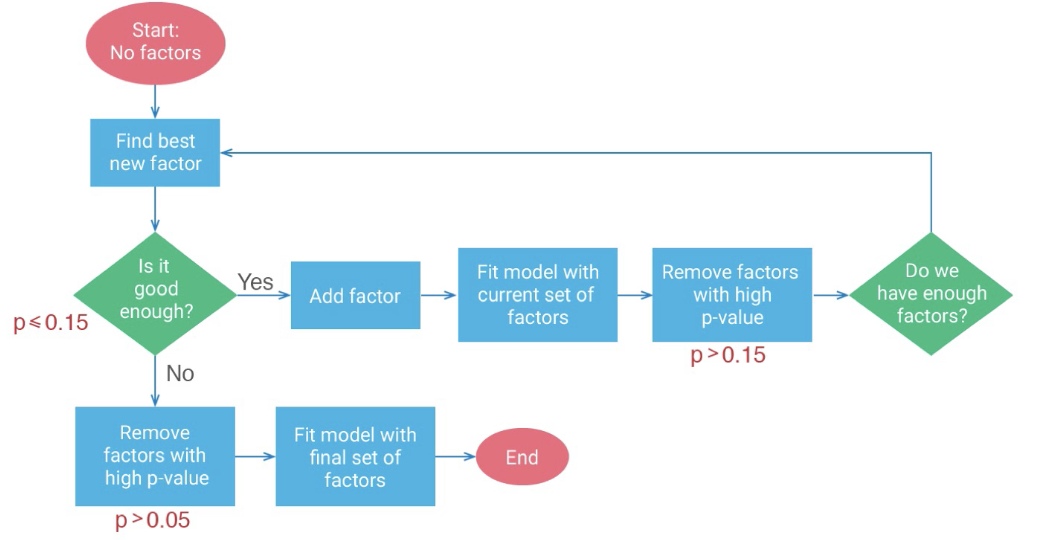 Start:
No factors
Find best
new factor
Is it
good
enough?
p≤0.15
Yes
Add factor
Fit model with
current set of
factors
Remove factors
with high
p-value
p>0.15
Do we
have enough
factors?
No
Remove
factors with
high p-value
p>0.05
Fit model with
final set of
factors
End